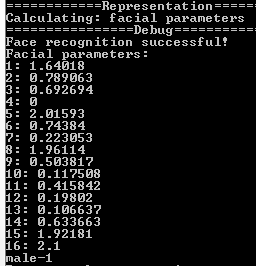 ============Representation======
Calculating: facial parameters
================Debug===========
Face recognition successful!
Facial parameters:
1: 1.64018
2: 0.789063
3: 0.692694
4: 0
5: 2.01593
6: 0.74384
7: 0.223053
8: 1.96114
9: 0.503817
10: 0.117508
11: 0.415842
12: 0.19802
13: 0.106637
14: 0.633663
15: 1.92181
16: 2.1
male-1